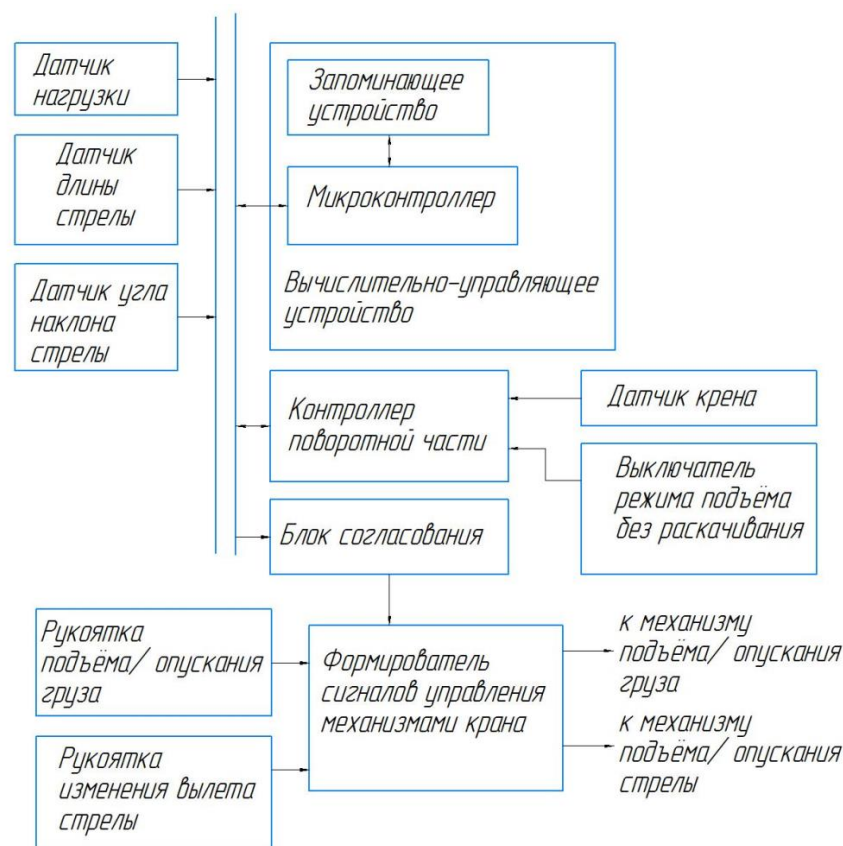 Датчик
нагрузки
Датчик
длины
стрелы
Датчик угла
наклона
стрелы
Запоминающее
устройство
Микроконтроллер
Вычислительно-управляющее
устройство
Контроллер
поворотной части
Датчик крена
Выключатель
режима подъёма
без раскачивания
Блок согласования
Рукоятка
подъёма/ опускания
груза
Рукоятка
изменения вылета
стрелы
Формирователь
сигналов управления
механизмами крана
к механизму
подъёма/ опускания
груза
к механизму
подъёма/ опускания
стрелы